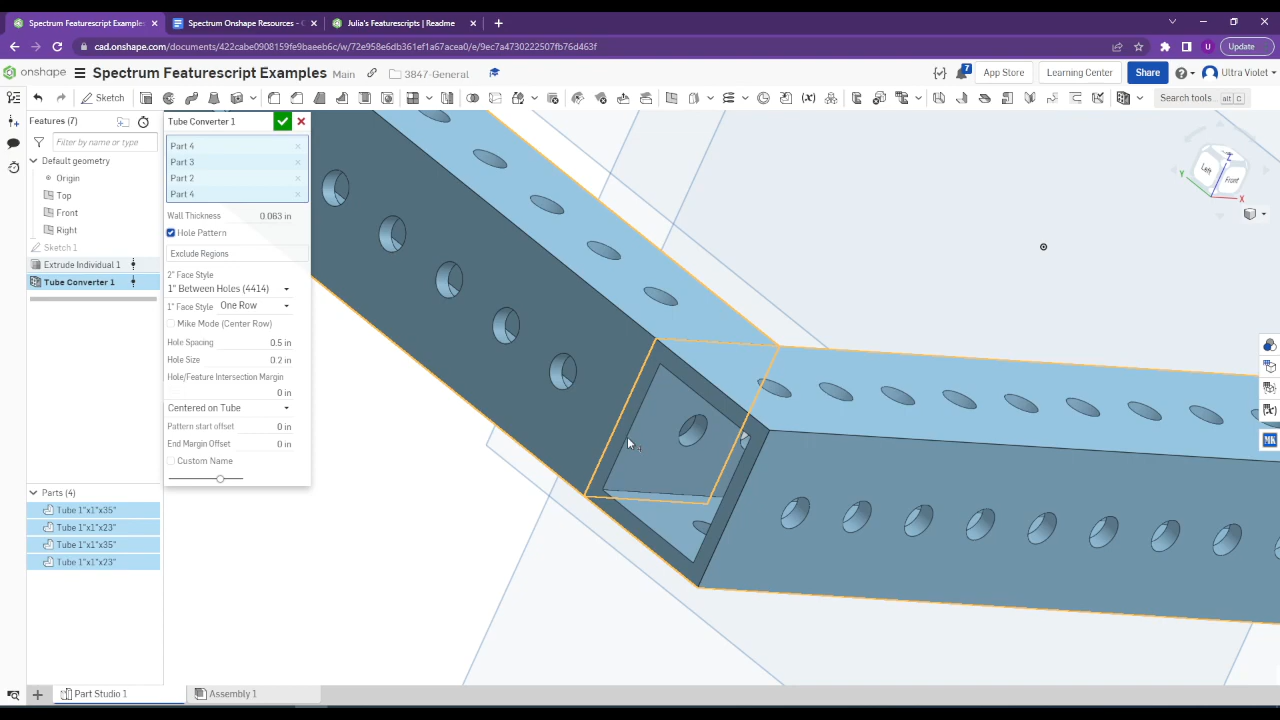 Spectrum Featurescript Examples
Spectrum Onshape Resources - G
Julia's Featurescripts | Readme
cad.onshape.com/documents/422cabe0908159fe9baeeb6c/w/72e958e6db361ef1a67acea0/e/9ec7a4730222507fb76d463f
U
Update
onshape
Spectrum Featurescript Examples
Main
3847-General
7
App Store
Learning Center
Share
Ultra Violet
Sketch
Search tools...
alt C
Features (7)
Filter by name or type
Default geometry
Origin
Top
Front
Right
Sketch 1
Extrude Individual 1
Tube Converter 1
Tube Converter 1
Part 4
Part 3
Part 2
Part 4
Wall Thickness 0.063 in
Hole Pattern
Exclude Regions
2" Face Style
1" Between Holes (4414)
1" Face Style One Row
Mike Mode (Center Row)
Hole Spacing 0.5 in
Hole Size 0.2 in
Hole/Feature Intersection Margin
0 in
Centered on Tube
Pattern start offset 0 in
End Margin Offset 0 in
Custom Name
Parts (4)
Tube 1"x1"x35"
Tube 1"x1"x23"
Tube 1"x1"x35"
Tube 1"x1"x23"
Z
Left
Front
Y
X
MK
Part Studio 1
Assembly 1